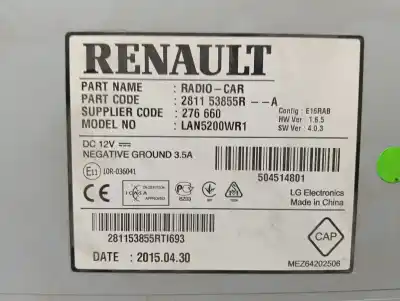 RENAULT
PART NAME : RADIO-CAR
PART CODE : 2811 53855R --A
SUPPLIER CODE : 276 660
MODEL NAME : LAN5200WR1
Config : E16RAB
HW Ver : 1.6.5
SW Ver : 4.0.3
DC 12V
NEGATIVE GROUND 3.5A
E11 10R-036041
504514801
LG Electronics
Made in China
281153855RTI693
DATE : 2015.04.30
CAP
MEZ64202506